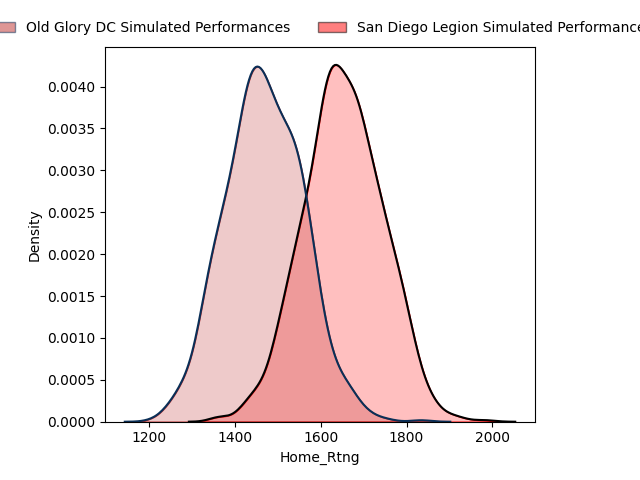 Old Glory DC Simulated Performances San Diego Legion Simulated Performance
0.0040
0.0035
0.0030
0.0025
0.0020
0.0015
0.0010
0.0005
0.0000
Density
1200 1400 1600 1800 2000
Home_Rtng